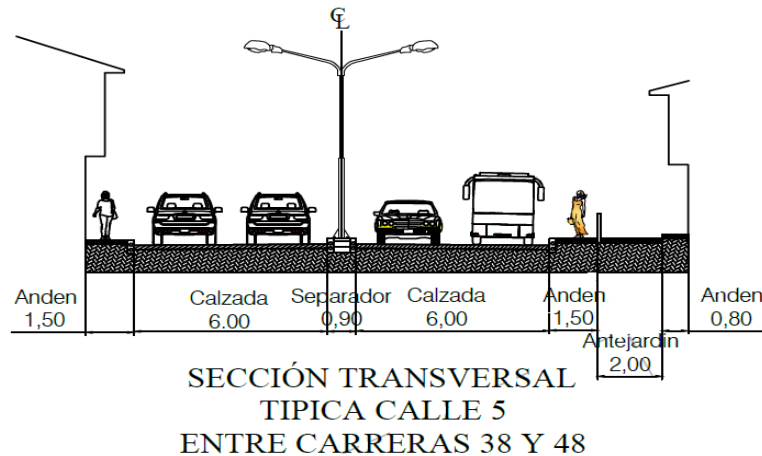 ℄
Anden Calzada Separador Calzada Anden Anden
1,50 6.00 0,90 6,00 1,50 0,80
Antejardin
2,00
SECCIÓN TRANSVERSAL
TIPICA CALLE 5
ENTRE CARRERAS 38 Y 48